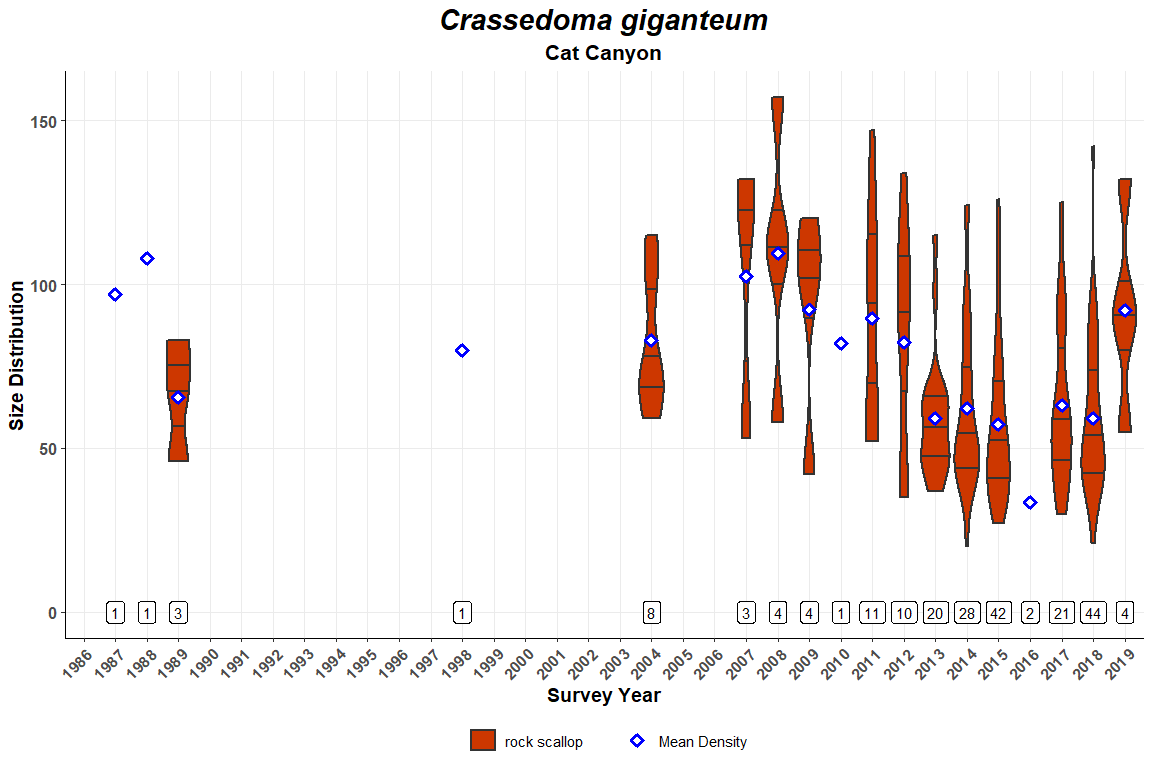 Crassedoma giganteum
Cat Canyon
Size Distribution
150
100
50
0
1 1 3 1 8 3 4 4 1 11 10 20 28 42 2 21 44 4
1986 1987 1988 1989 1990 1991 1992 1993 1994 1995 1996 1997 1998 1999 2000 2001 2002 2003 2004 2005 2006 2007 2008 2009 2010 2011 2012 2013 2014 2015 2016 2017 2018 2019
Survey Year
rock scallop Mean Density